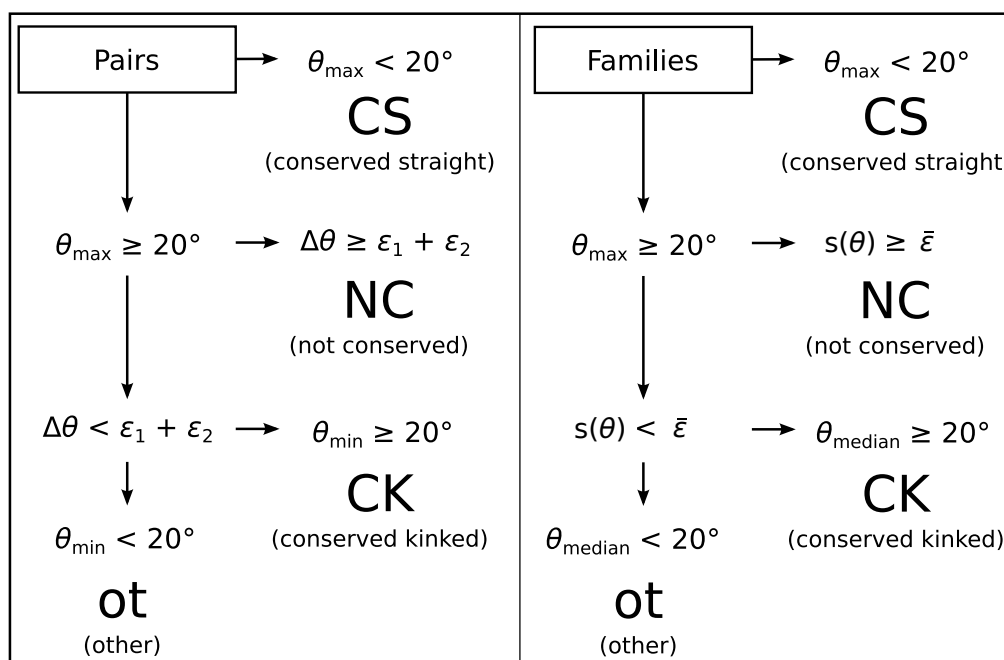 Pairs
θmax < 20°
CS
(conserved straight)
θmax ≥ 20°
Δθ ≥ ε1 + ε2
NC
(not conserved)
Δθ < ε1 + ε2
θmin ≥ 20°
CK
(conserved kinked)
θmin < 20°
ot
(other)
Families
θmax < 20°
CS
(conserved straight
θmax ≥ 20°
s(θ) ≥ ε̄
NC
(not conserved)
s(θ) < ε̄
θmedian ≥ 20°
CK
(conserved kinked)
θmedian < 20°
ot
(other)